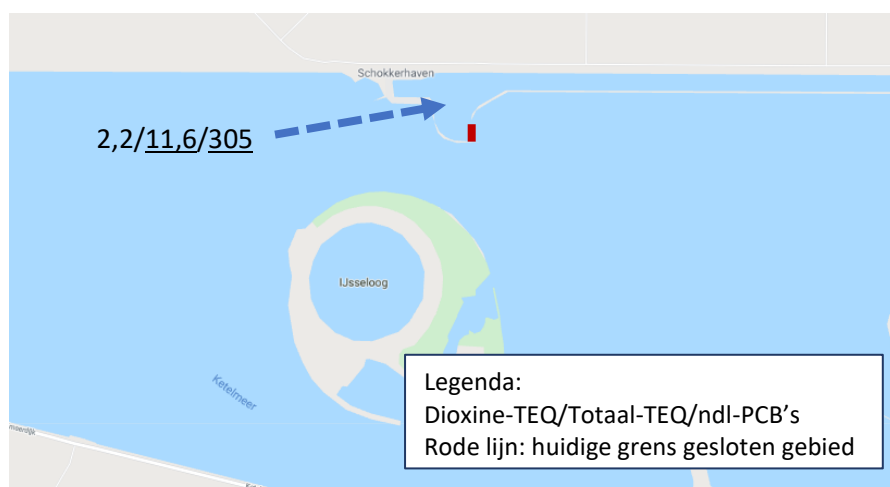 Schokkerhaven
2,2/11,6/305
IJsseloog
Ketelmeer
Legenda:
Dioxine-TEQ/Totaal-TEQ/ndl-PCB's
Rode lijn: huidige grens gesloten gebied